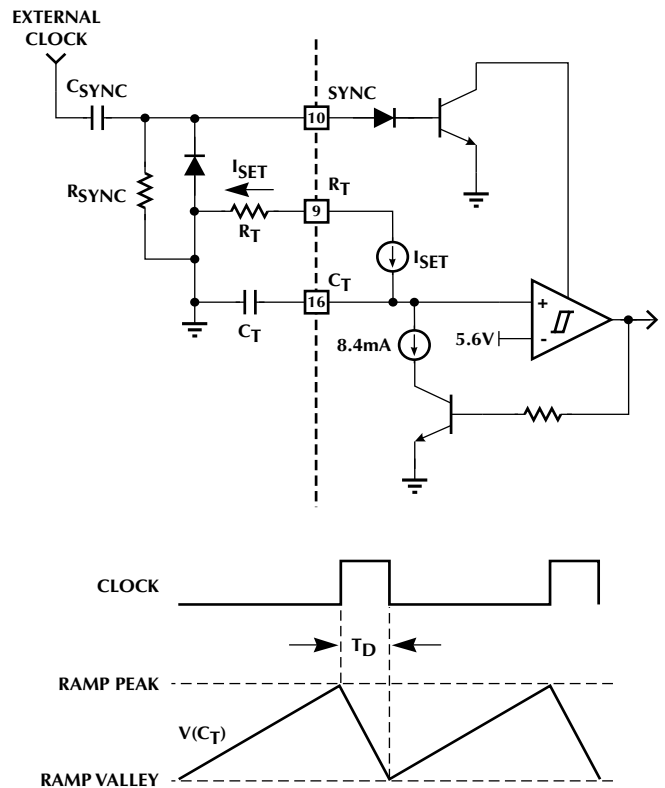 EXTERNAL
CLOCK
CSYNC
SYNC
10
RSYNC
ISET
RT
9
RT
ISET
CT
16
CT
8.4mA
5.6V
+
-
CLOCK
TD
RAMP PEAK
V(CT)
RAMP VALLEY